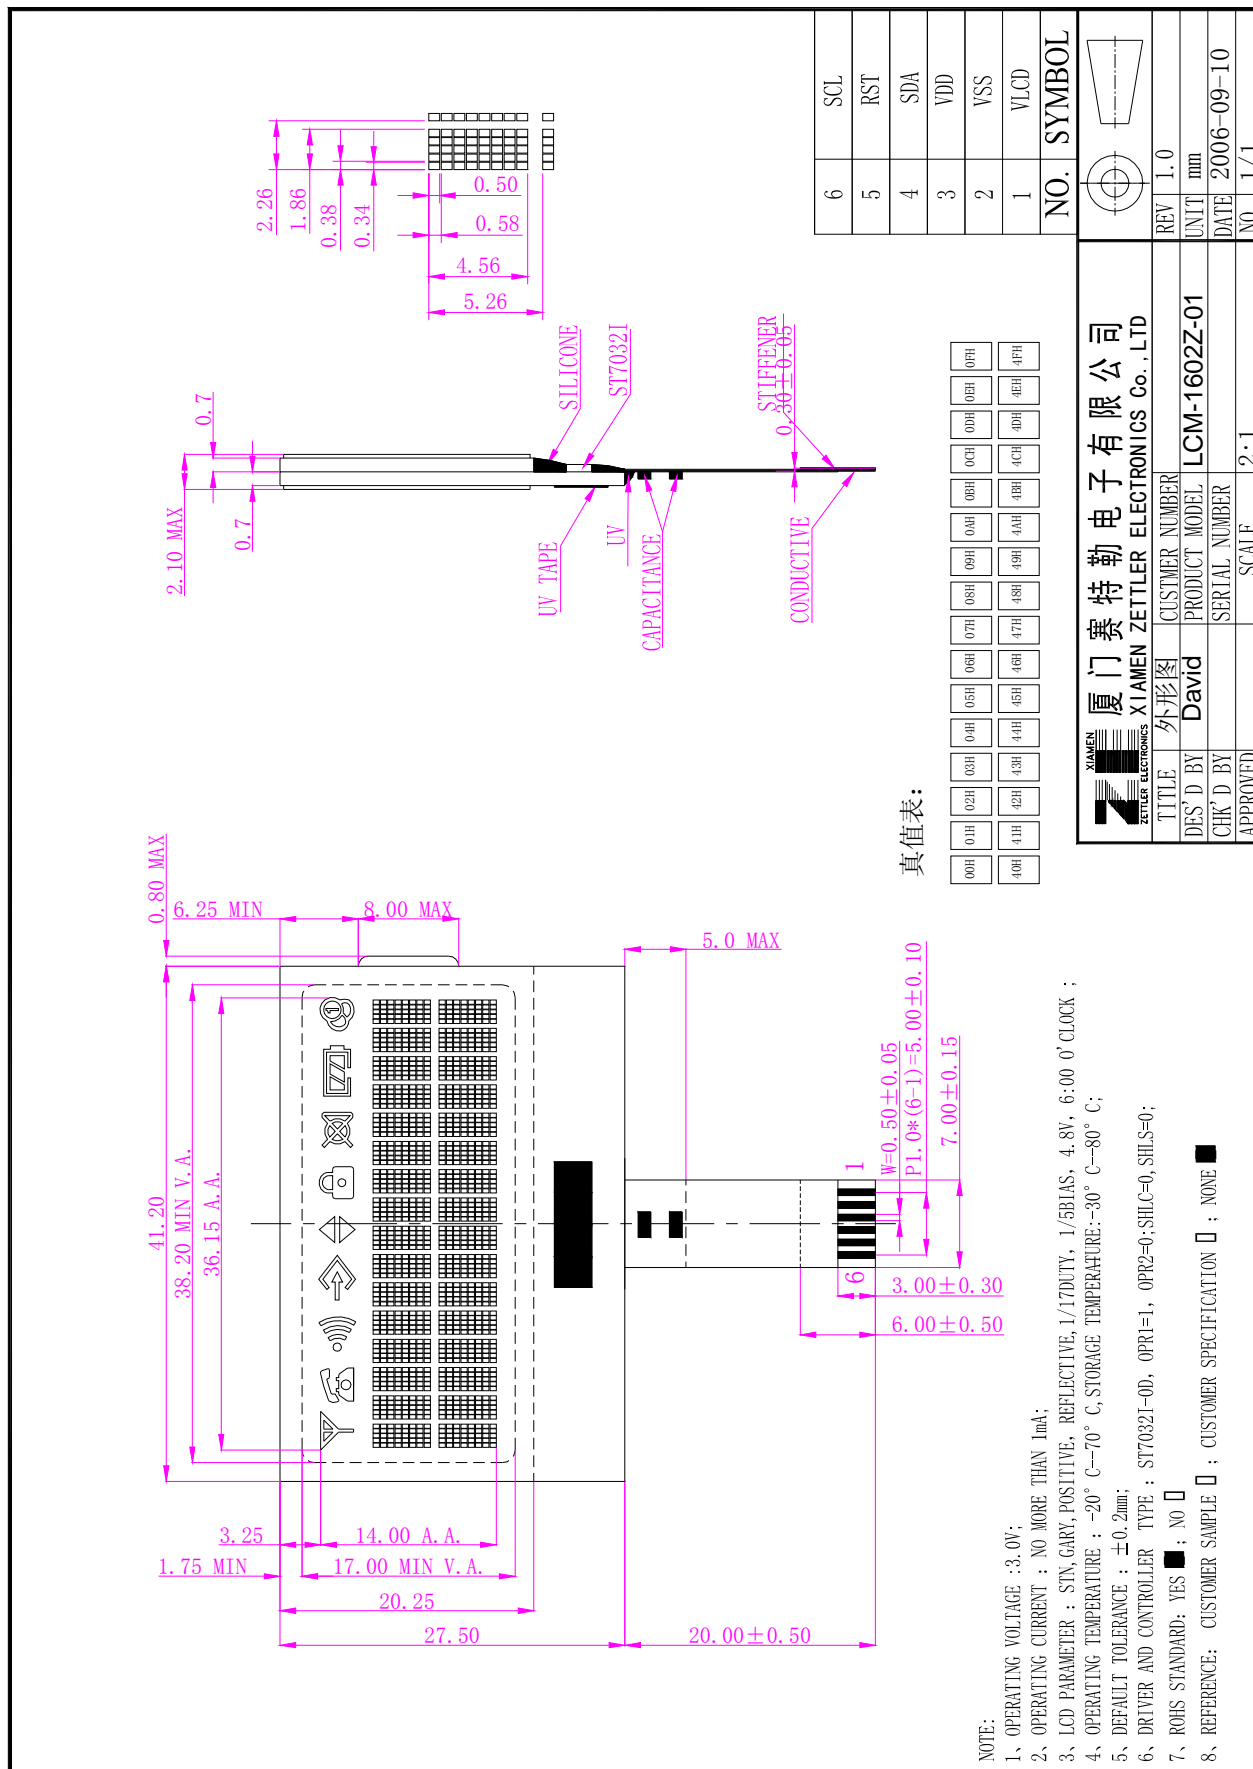 2.26
1.86
0.38
0.34
0.50
0.58
4.56
5.26
2.10 MAX
0.7
0.7
SILICONE
ST7032I
STIFFENER
0.30±0.05
UV TAPE
UV
CAPACITANCE
CONDUCTIVE
6 SCL
5 RST
4 SDA
3 VDD
2 VSS
1 VLCD
NO. SYMBOL
真值表:
00H 01H 02H 03H 04H 05H 06H 07H 08H 09H 0AH 0BH 0CH 0DH 0EH 0FH
40H 41H 42H 43H 44H 45H 46H 47H 48H 49H 4AH 4BH 4CH 4DH 4EH 4FH
0.80 MAX
6.25 MIN
8.00 MAX
5.0 MAX
41.20
38.20 MIN V.A.
36.15 A.A.
1
W=0.50±0.05
P1.0*(6-1)=5.00±0.10
7.00±0.15
1
6
3.00±0.30
6.00±0.50
3.25
14.00 A.A.
1.75 MIN
17.00 MIN V.A.
20.25
27.50
20.00±0.50
NOTE:
1、OPERATING VOLTAGE :3.0V;
2、OPERATING CURRENT : NO MORE THAN 1mA;
3、LCD PARAMETER : STN,GARY,POSITIVE, REFLECTIVE,1/17DUTY, 1/5BIAS, 4.8V, 6:00 O'CLOCK ;
4、OPERATING TEMPERATURE : -20° C--70° C,STORAGE TEMPERATURE:-30° C--80° C;
5、DEFAULT TOLERANCE : ±0.2mm;
6、DRIVER AND CONTROLLER TYPE : ST7032I-0D, OPR1=1, OPR2=0;SHLC=0,SHLS=0;
7、ROHS STANDARD: YES ■ ; NO □
8、REFERENCE: CUSTOMER SAMPLE □ ; CUSTOMER SPECIFICATION □ ; NONE ■
XIAMEN
ZETTLER ELECTRONICS
厦门赛特勒电子有限公司
XIAMEN ZETTLER ELECTRONICS Co.,LTD
TITLE 外形图 CUSTMER NUMBER REV 1.0
DES'D BY David PRODUCT MODEL LCM-1602Z-01 UNIT mm
CHK'D BY SERIAL NUMBER DATE 2006-09-10
APPROVED SCALE 2:1 NO 1/1